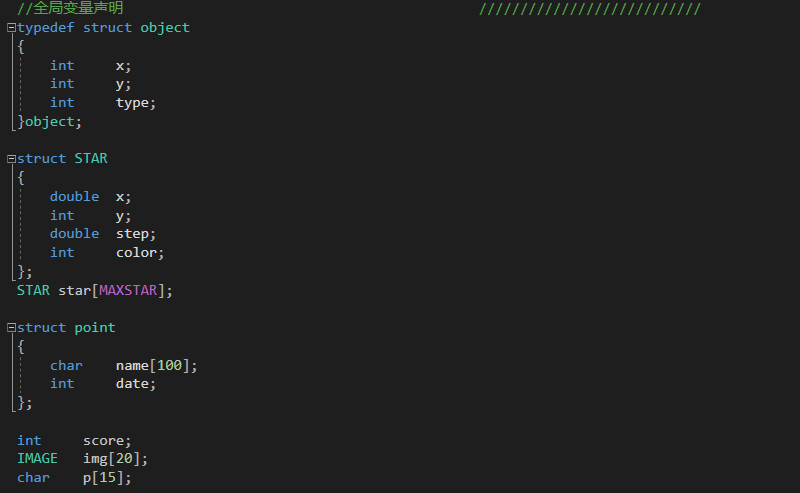 //全局变量声明 ///////////////////////////
typedef struct object
{
int x;
int y;
int type;
}object;
struct STAR
{
double x;
int y;
double step;
int color;
};
STAR star[MAXSTAR];
struct point
{
char name[100];
int date;
};
int score;
IMAGE img[20];
char p[15];